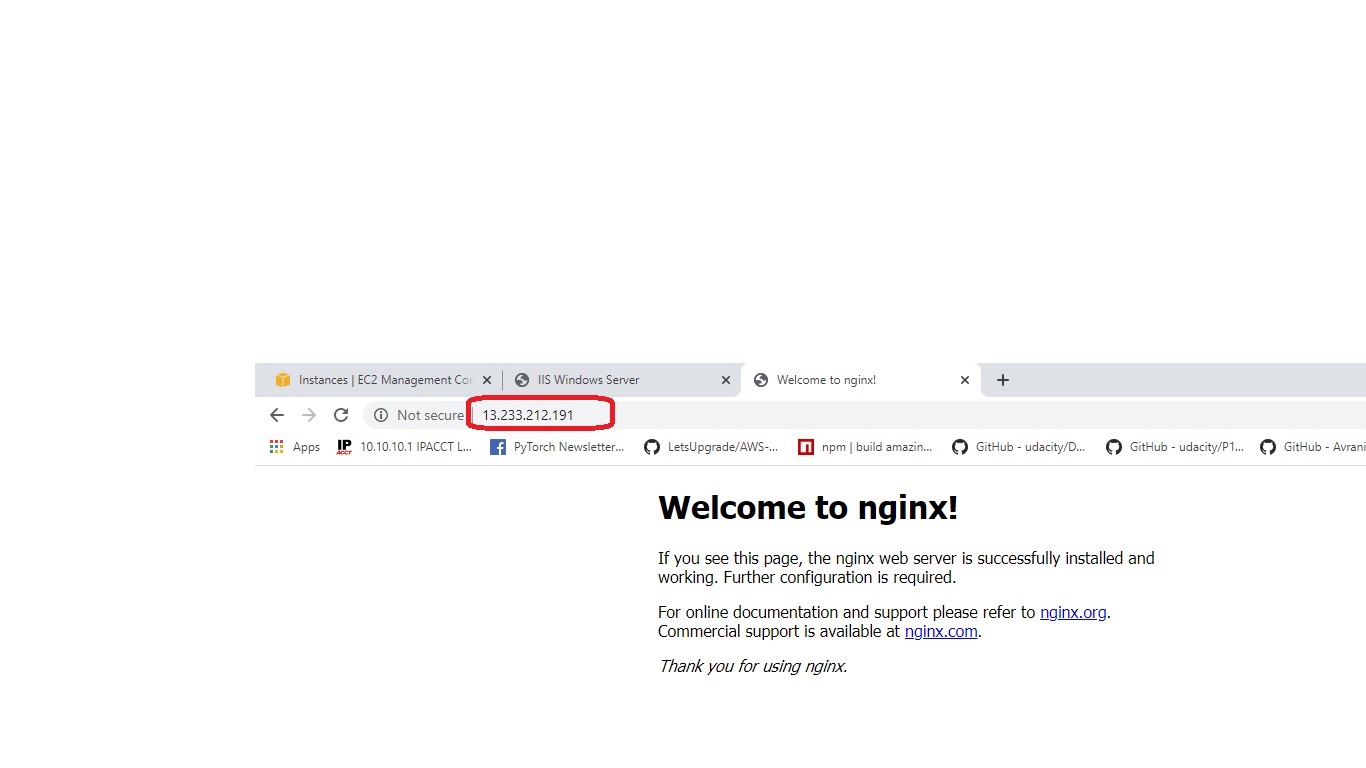 Instances | EC2 Management Cor
IIS Windows Server
Welcome to nginx!
Not secure
13.233.212.191
Apps
IP ACCT
10.10.10.1 IPACCT L...
PyTorch Newsletter...
LetsUpgrade/AWS-...
npm | build amazin...
GitHub - udacity/D...
GitHub - udacity/P1...
GitHub - Avrani
Welcome to nginx!
If you see this page, the nginx web server is successfully installed and
working. Further configuration is required.
For online documentation and support please refer to nginx.org.
Commercial support is available at nginx.com.
Thank you for using nginx.